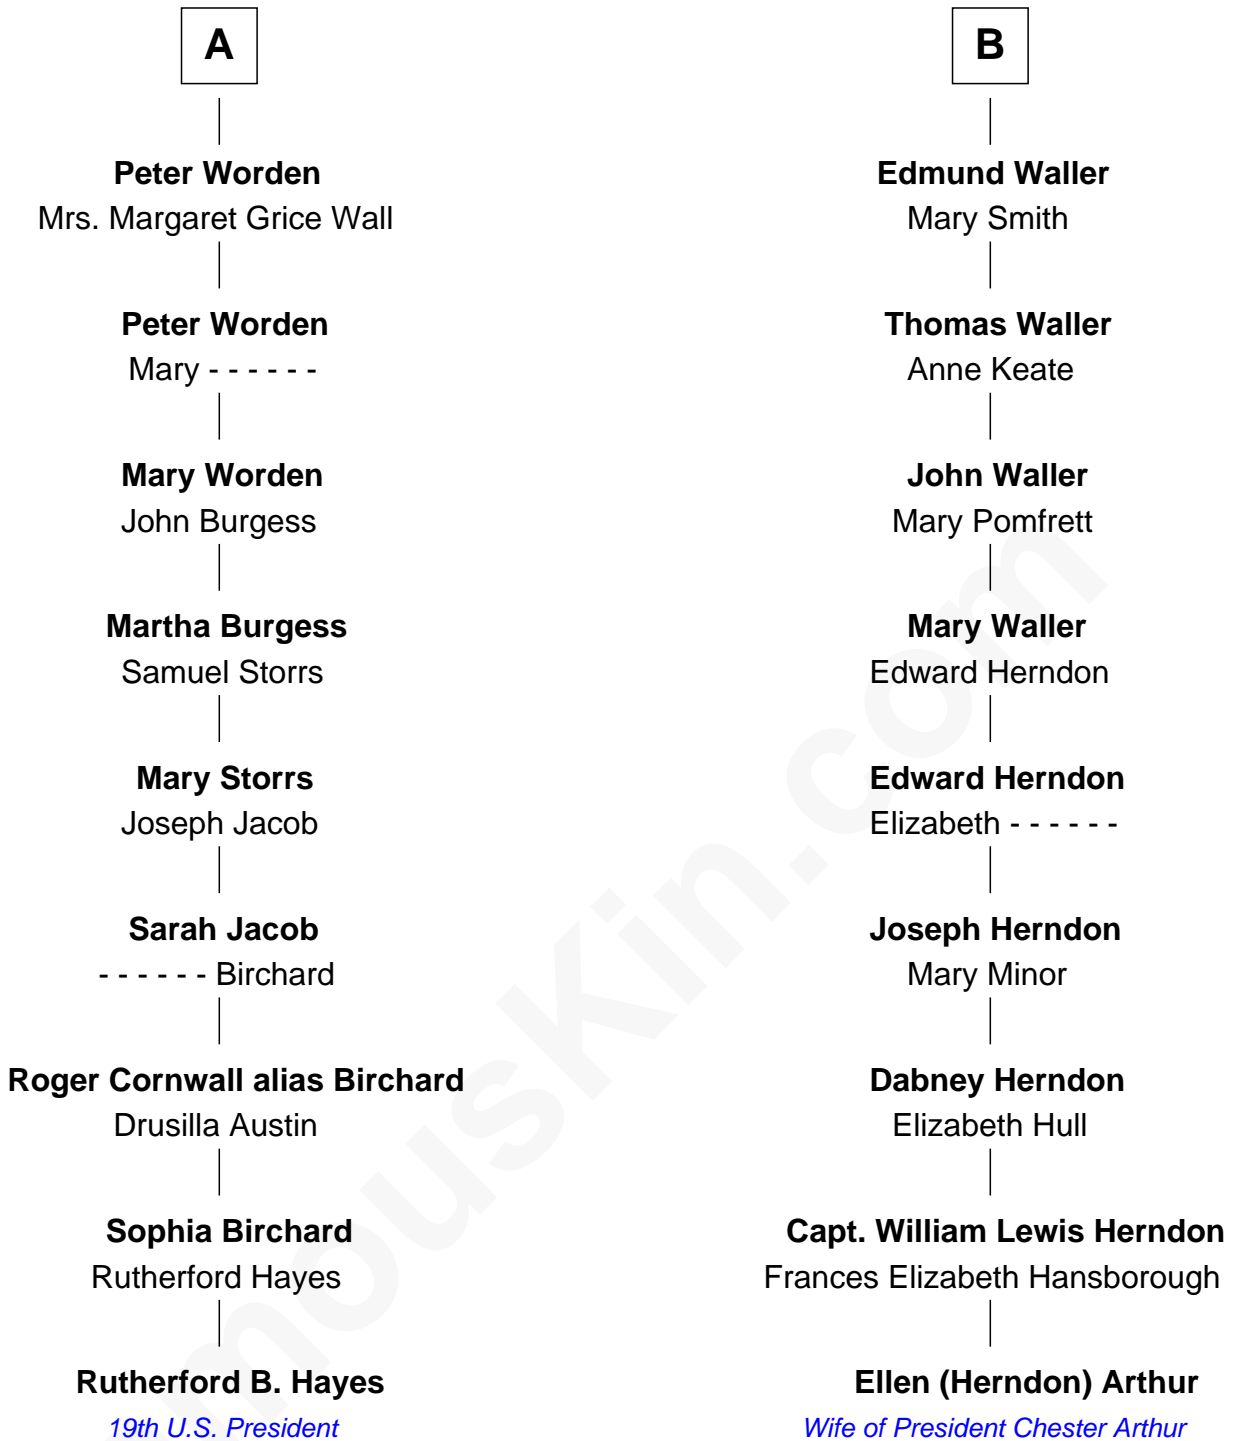 A
Peter Worden
Mrs. Margaret Grice Wall
Peter Worden
Mary - - - - - -
Mary Worden
John Burgess
Martha Burgess
Samuel Storrs
Mary Storrs
Joseph Jacob
Sarah Jacob
- - - - - - Birchard
Roger Cornwall alias Birchard
Drusilla Austin
Sophia Birchard
Rutherford Hayes
Rutherford B. Hayes
19th U.S. President
B
Edmund Waller
Mary Smith
Thomas Waller
Anne Keate
John Waller
Mary Pomfrett
Mary Waller
Edward Herndon
Edward Herndon
Elizabeth - - - - - -
Joseph Herndon
Mary Minor
Dabney Herndon
Elizabeth Hull
Capt. William Lewis Herndon
Frances Elizabeth Hansborough
Ellen (Herndon) Arthur
Wife of President Chester Arthur
mousKin.com